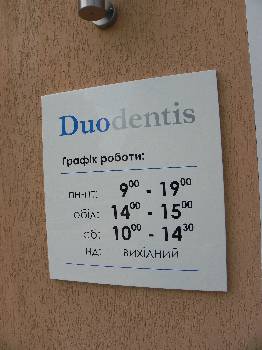 Duodentis
Графік роботи:
пн-пт: 9⁰⁰ - 19⁰⁰
обід: 14⁰⁰ - 15⁰⁰
сб: 10⁰⁰ - 14³⁰
нд: вихідний